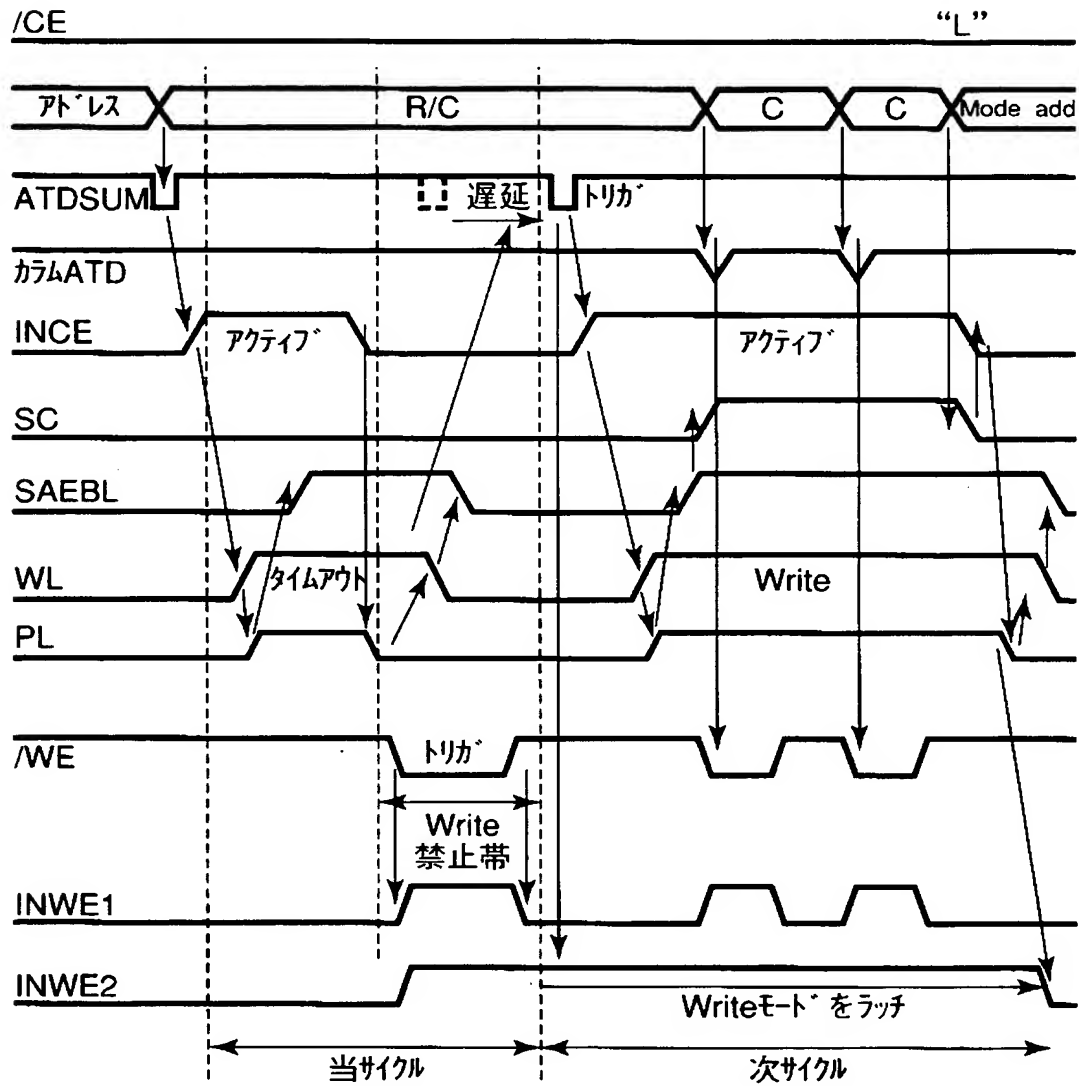 /CE
“L”
アドレス
R/C
C
C
Mode add
ATDSUM
遅延
トリガ
カラムATD
INCE
アクティブ
アクティブ
SC
SAEBL
WL
タイムアウト
Write
PL
/WE
トリガ
Write
禁止帯
INWE1
INWE2
Writeモードをラッチ
当サイクル
次サイクル